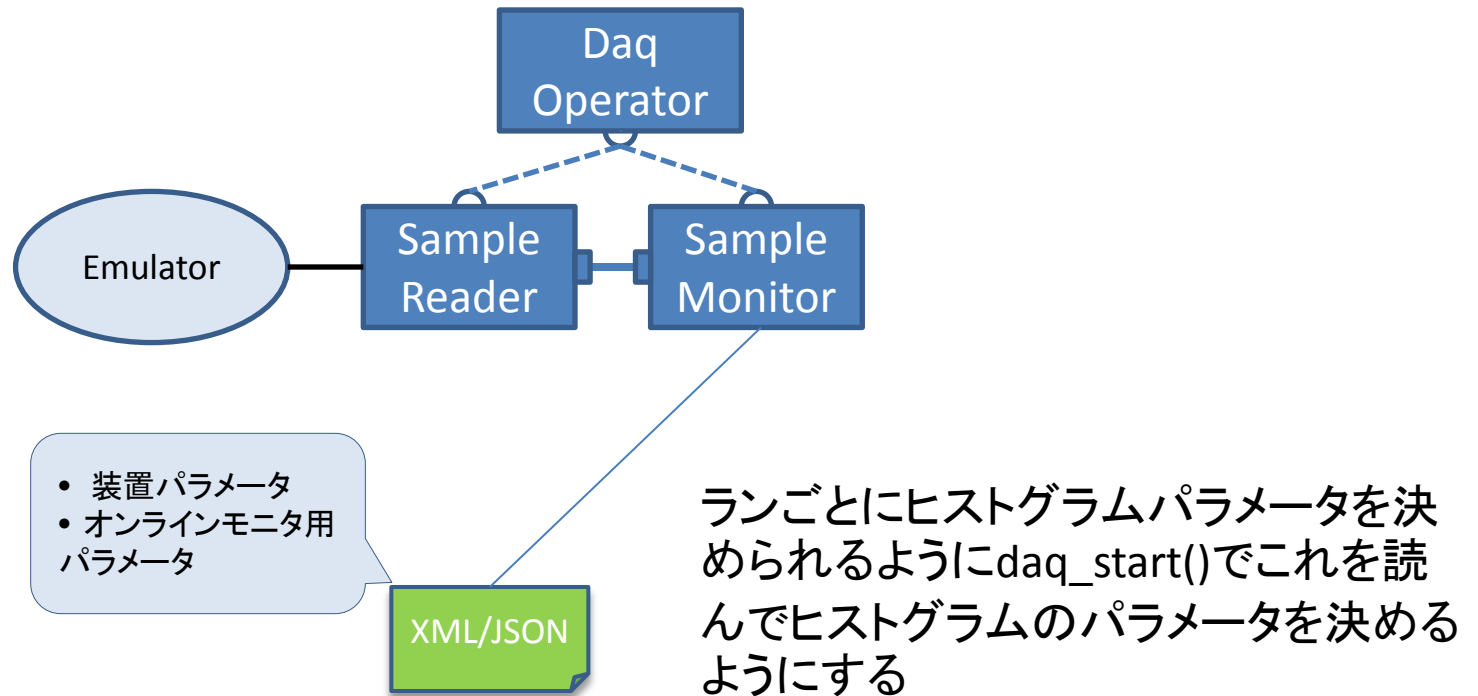 Daq
Operator
Emulator
Sample
Reader
Sample
Monitor
• 装置パラメータ
• オンラインモニタ用
パラメータ
XML/JSON
ランごとにヒストグラムパラメータを決
められるようにdaq_start()でこれを読
んでヒストグラムのパラメータを決める
ようにする